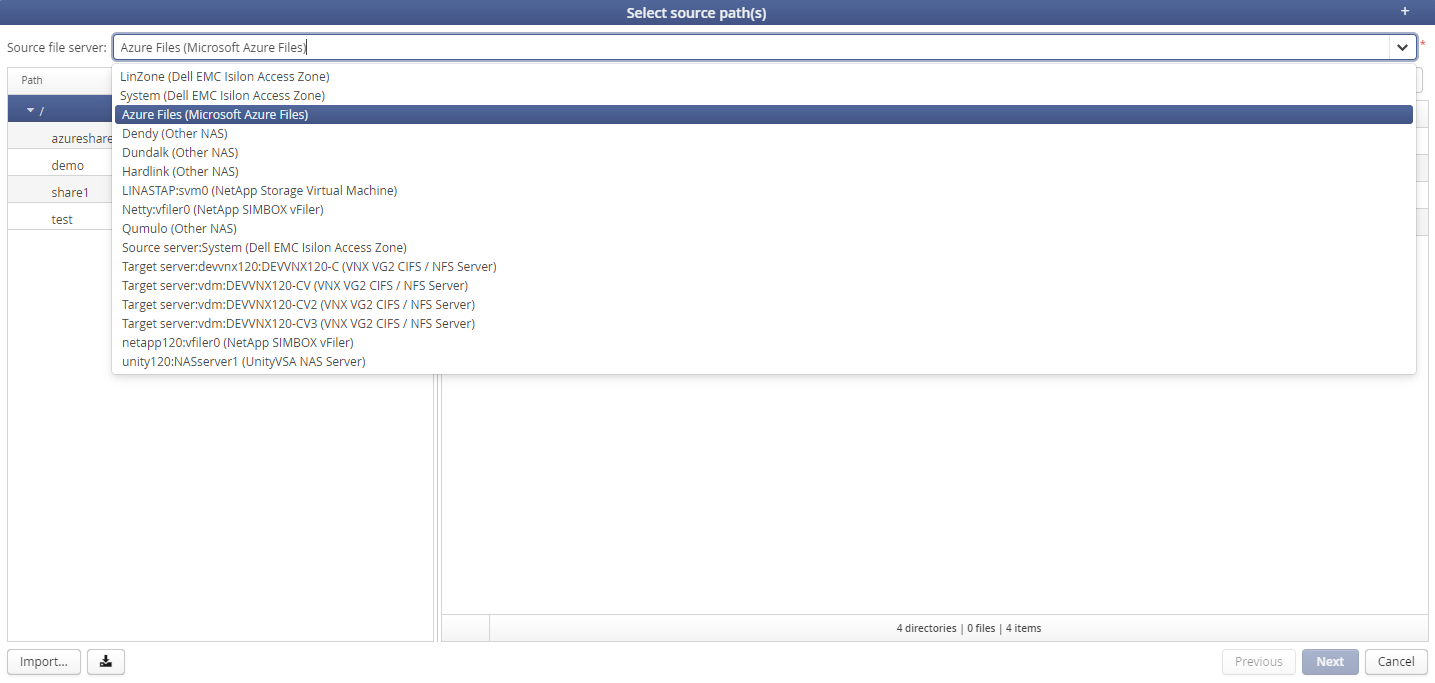 Select source path(s)
+
Source file server: Azure Files (Microsoft Azure Files) *
Path
LinZone (Dell EMC Isilon Access Zone)
System (Dell EMC Isilon Access Zone)
/
Azure Files (Microsoft Azure Files)
Dendy (Other NAS)
azureshare
Dundalk (Other NAS)
demo
Hardlink (Other NAS)
share1
LINASTAP:svm0 (NetApp Storage Virtual Machine)
Netty:vfiler0 (NetApp SIMBOX vFiler)
test
Qumulo (Other NAS)
Source server:System (Dell EMC Isilon Access Zone)
Target server:devvnx120:DEVVNX120-C (VNX VG2 CIFS / NFS Server)
Target server:vdm:DEVVNX120-CV (VNX VG2 CIFS / NFS Server)
Target server:vdm:DEVVNX120-CV2 (VNX VG2 CIFS / NFS Server)
Target server:vdm:DEVVNX120-CV3 (VNX VG2 CIFS / NFS Server)
netapp120:vfiler0 (NetApp SIMBOX vFiler)
unity120:NASserver1 (UnityVSA NAS Server)
4 directories | 0 files | 4 items
Import... Previous Next Cancel